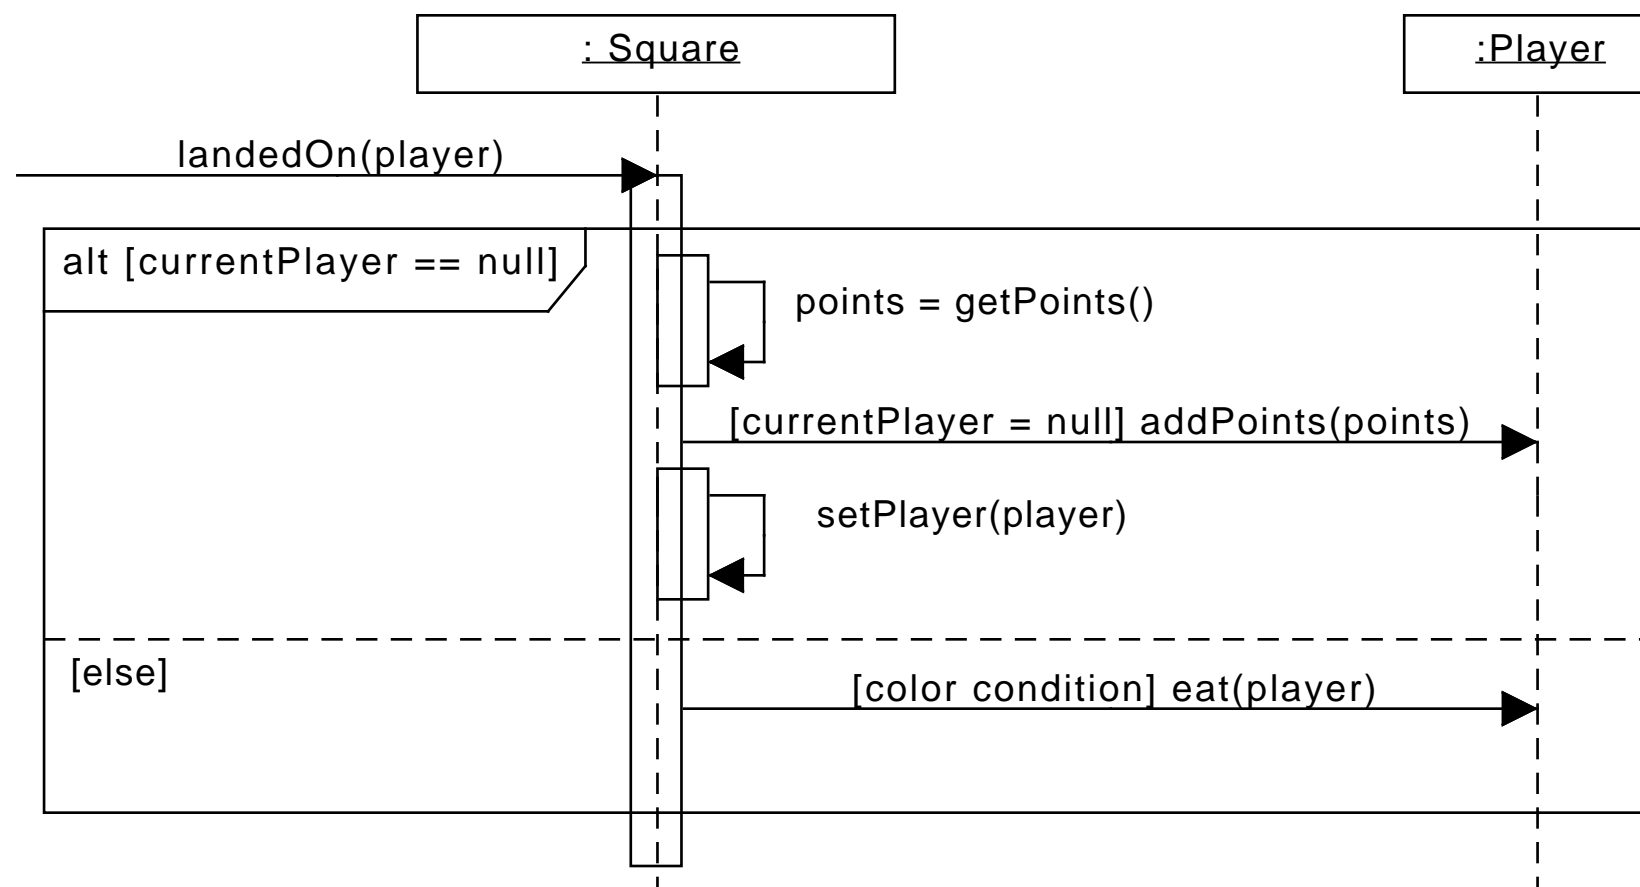 : Square
:Player
landedOn(player)
alt [currentPlayer == null]
points = getPoints()
[currentPlayer = null] addPoints(points)
setPlayer(player)
[else]
[color condition] eat(player)